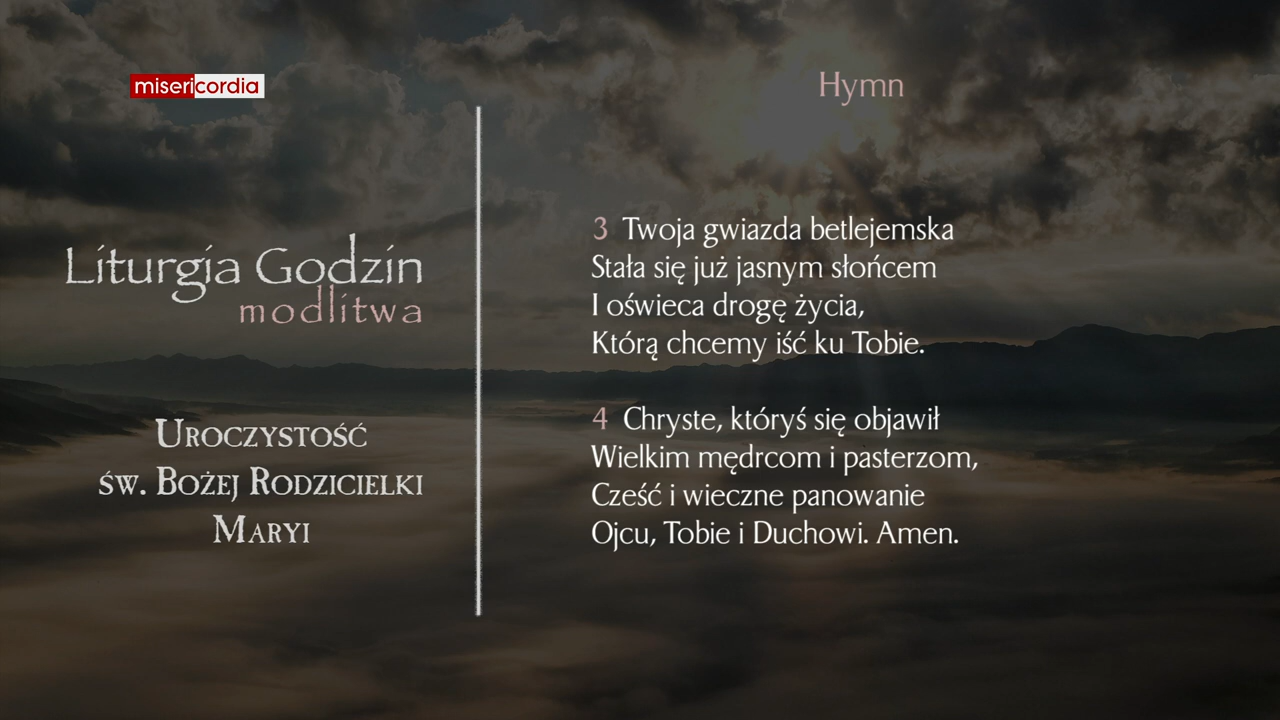 misericordia
Liturgia Godzin
modlitwa
Uroczystość
św. Bożej Rodzicielki
Maryi
Hymn
3 Twoja gwiazda betlejemska
Stała się już jasnym słońcem
I oświeca drogę życia,
Którą chcemy iść ku Tobie.
4 Chryste, któryś się objawił
Wielkim mędrcom i pasterzom,
Cześć i wieczne panowanie
Ojcu, Tobie i Duchowi. Amen.